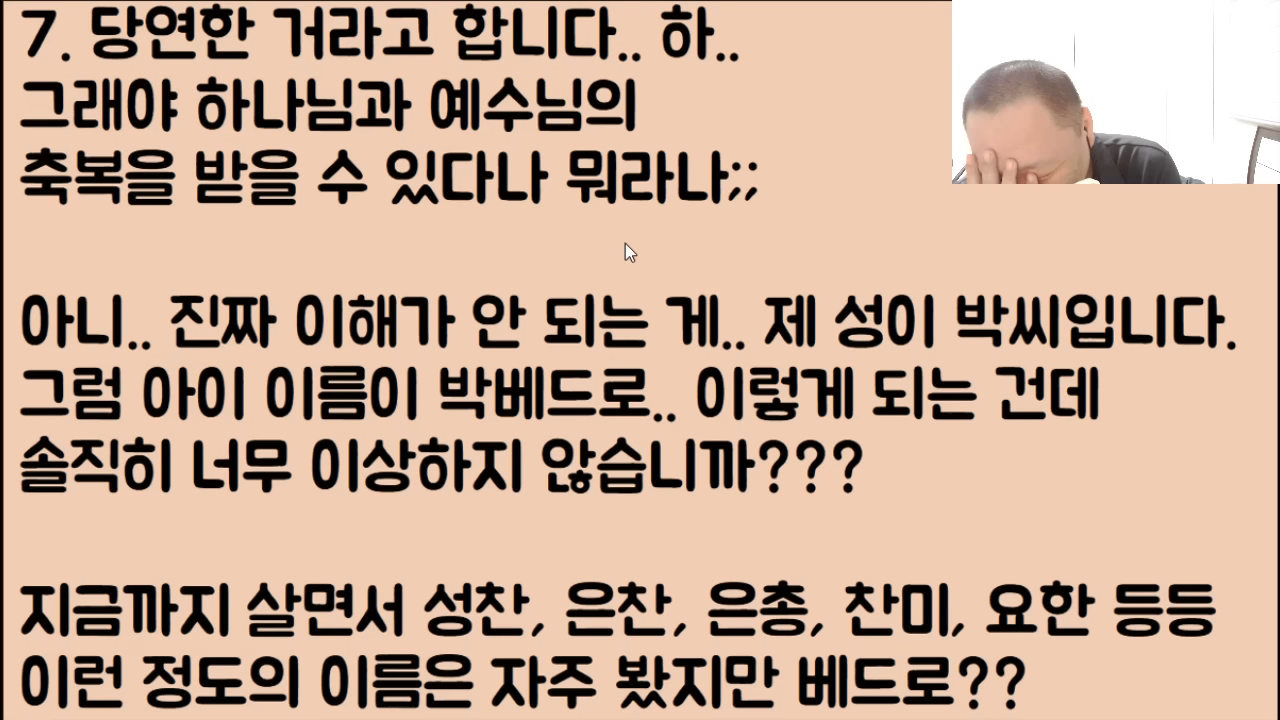 7. 당연한 거라고 합니다.. 하..
그래야 하나님과 예수님의
축복을 받을 수 있다나 뭐라나;;
아니.. 진짜 이해가 안 되는 게.. 제 성이 박씨입니다.
그럼 아이 이름이 박베드로.. 이렇게 되는 건데
솔직히 너무 이상하지 않습니까???
지금까지 살면서 성찬, 은찬, 은총, 찬미, 요한 등등
이런 정도의 이름은 자주 봤지만 베드로??